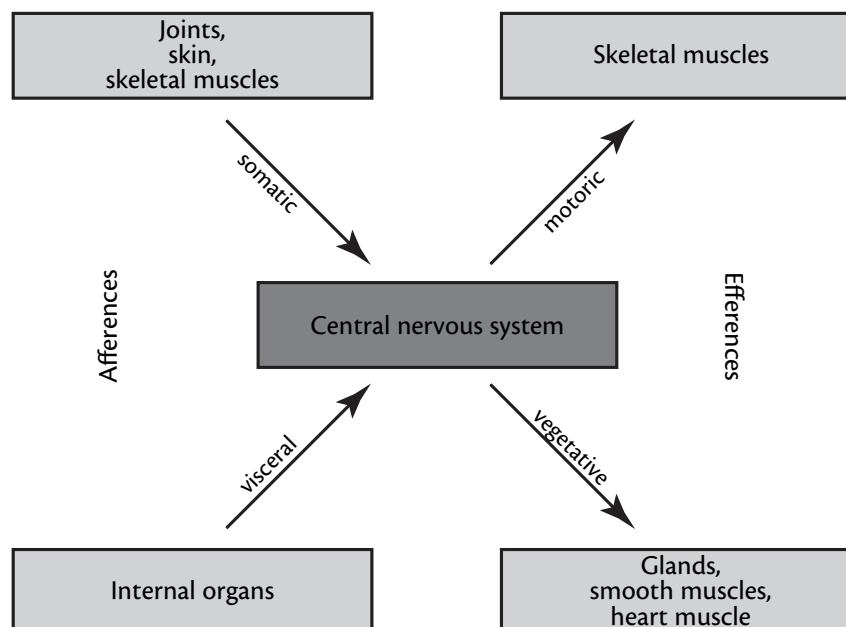 Joints,
skin,
skeletal muscles
Skeletal muscles
somatic
motoric
Afferences
Central nervous system
Efferences
visceral
vegetative
Internal organs
Glands,
smooth muscles,
heart muscle